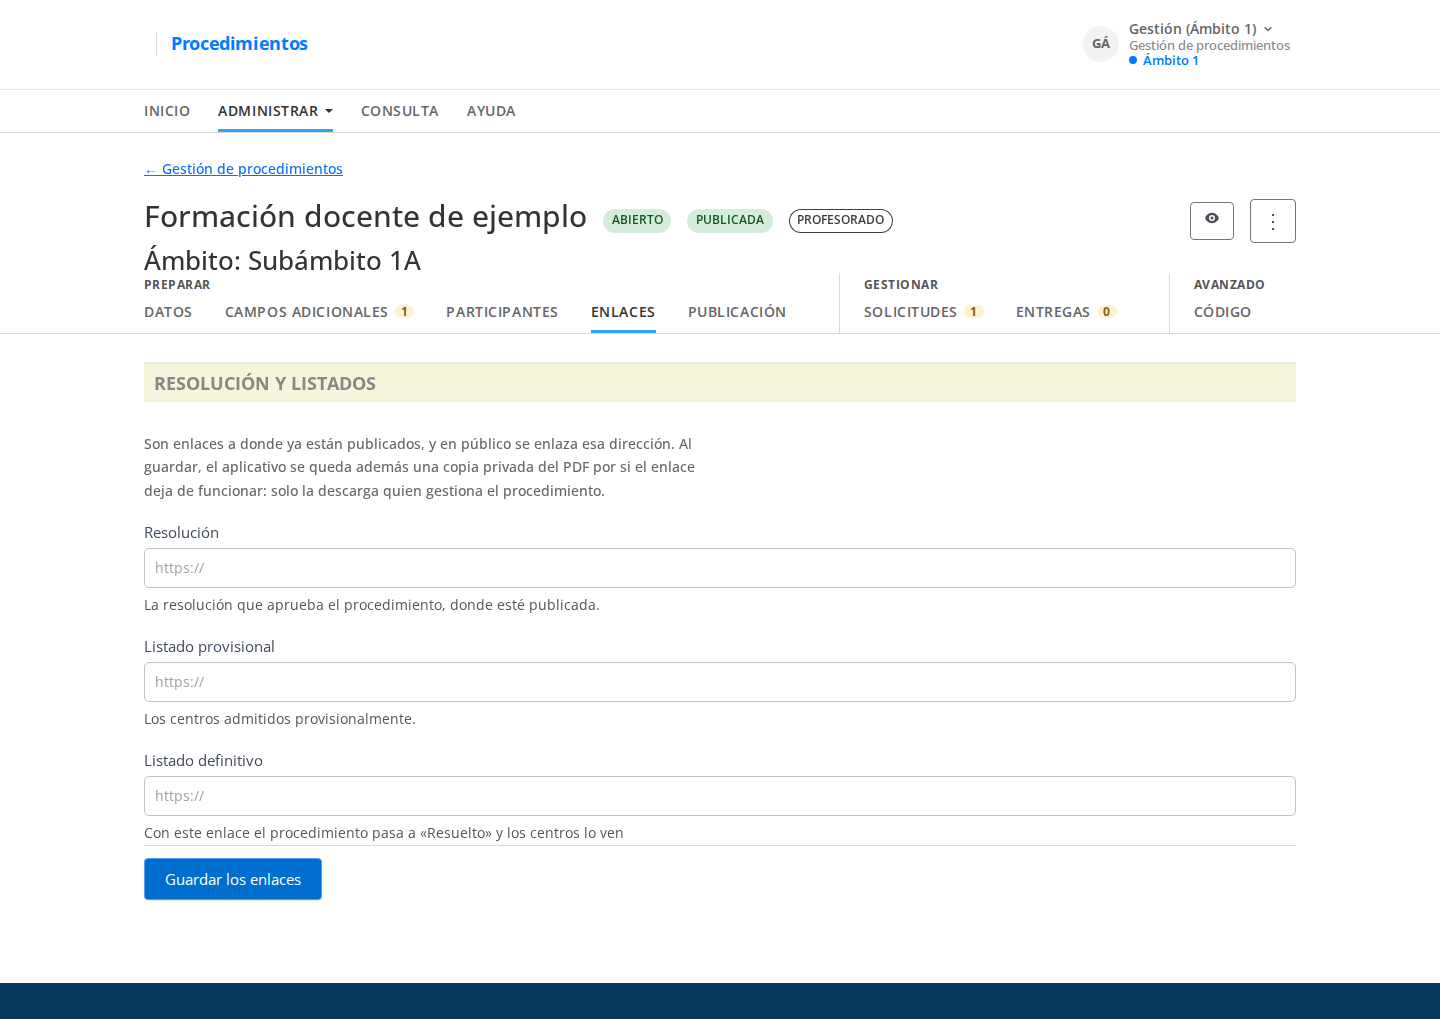 Procedimientos
GÁ
Gestión (Ámbito 1)
Gestión de procedimientos
Ámbito 1
INICIO ADMINISTRAR CONSULTA AYUDA
← Gestión de procedimientos
Formación docente de ejemplo ABIERTO PUBLICADA PROFESORADO
Ámbito: Subámbito 1A
PREPARAR GESTIONAR AVANZADO
DATOS CAMPOS ADICIONALES 1 PARTICIPANTES ENLACES PUBLICACIÓN SOLICITUDES 1 ENTREGAS 0 CÓDIGO
RESOLUCIÓN Y LISTADOS
Son enlaces a donde ya están publicados, y en público se enlaza esa dirección. Al
guardar, el aplicativo se queda además una copia privada del PDF por si el enlace
deja de funcionar: solo la descarga quien gestiona el procedimiento.
Resolución
https://
La resolución que aprueba el procedimiento, donde esté publicada.
Listado provisional
https://
Los centros admitidos provisionalmente.
Listado definitivo
https://
Con este enlace el procedimiento pasa a «Resuelto» y los centros lo ven
Guardar los enlaces